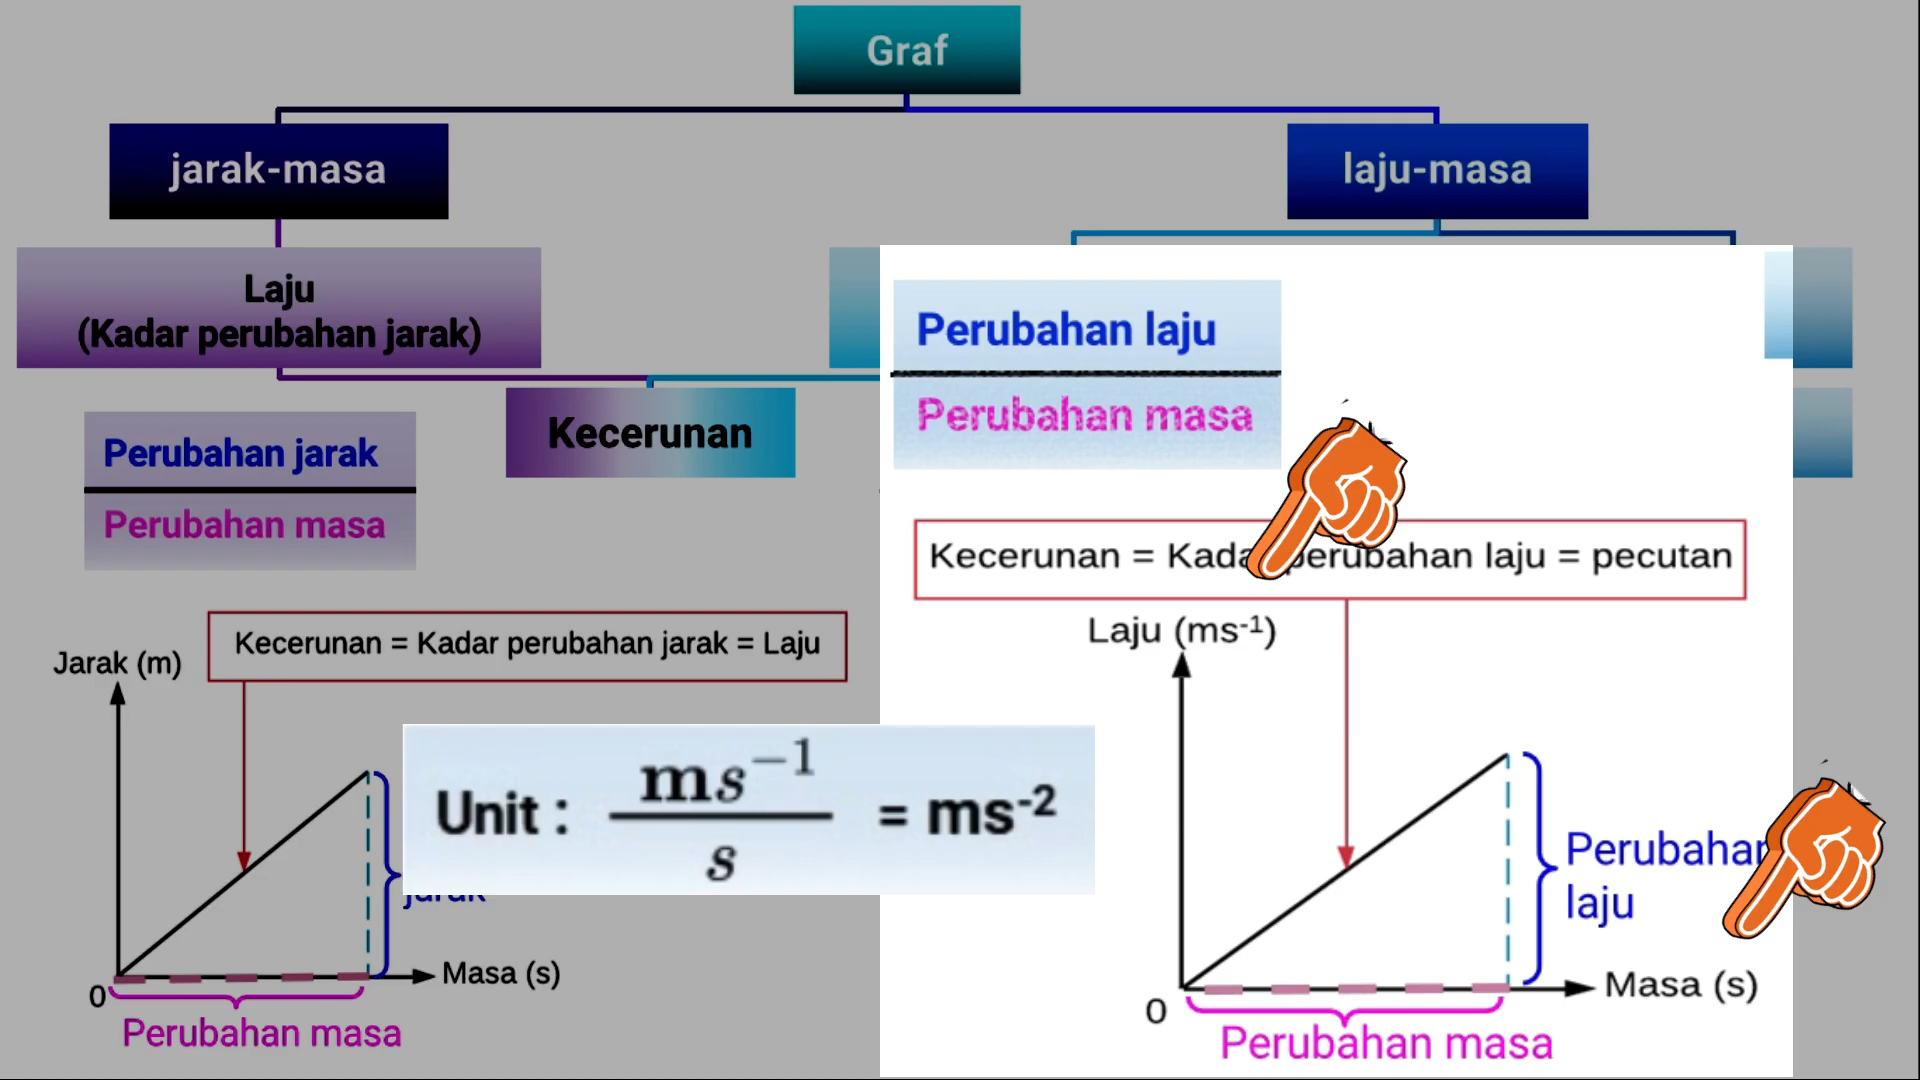 Graf
jarak-masa
laju-masa
Laju
(Kadar perubahan jarak)
Kecerunan
Perubahan jarak
Perubahan masa
Kecerunan = Kadar perubahan jarak = Laju
Jarak (m)
jarak
Masa (s)
0
Perubahan masa
Perubahan laju
Perubahan masa
Kecerunan = Kadar perubahan laju = pecutan
Laju (ms⁻¹)
Unit : ms⁻¹/s = ms⁻²
Perubahan
laju
Masa (s)
0
Perubahan masa